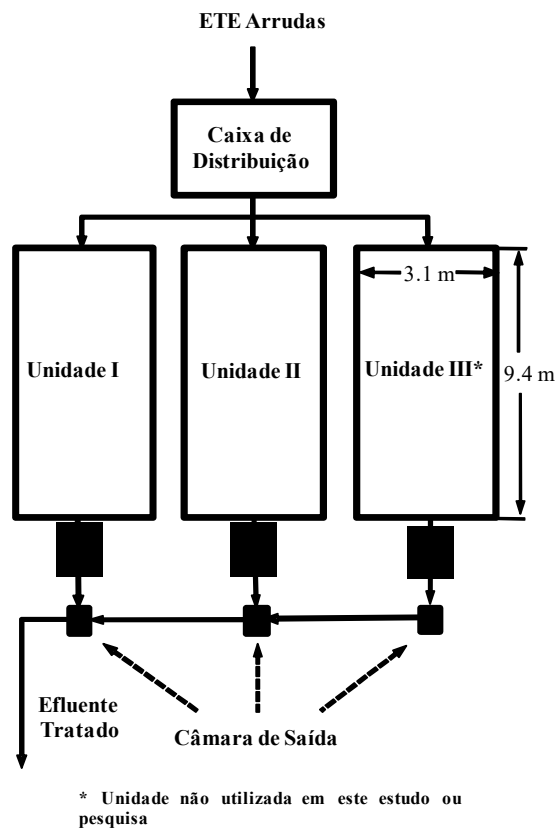 ETE Arrudas
Caixa de
Distribuição
3.1 m
Unidade I
Unidade II
Unidade III*
9.4 m
Efluente
Tratado
Câmara de Saída
* Unidade não utilizada em este estudo ou
pesquisa